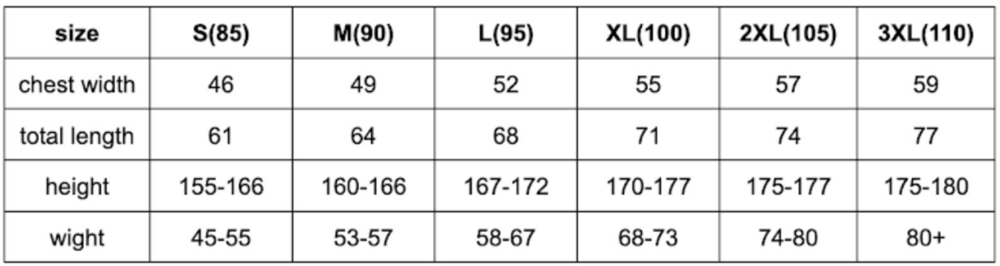 size S(85) M(90) L(95) XL(100) 2XL(105) 3XL(110)
chest width 46 49 52 55 57 59
total length 61 64 68 71 74 77
height 155-166 160-166 167-172 170-177 175-177 175-180
wight 45-55 53-57 58-67 68-73 74-80 80+